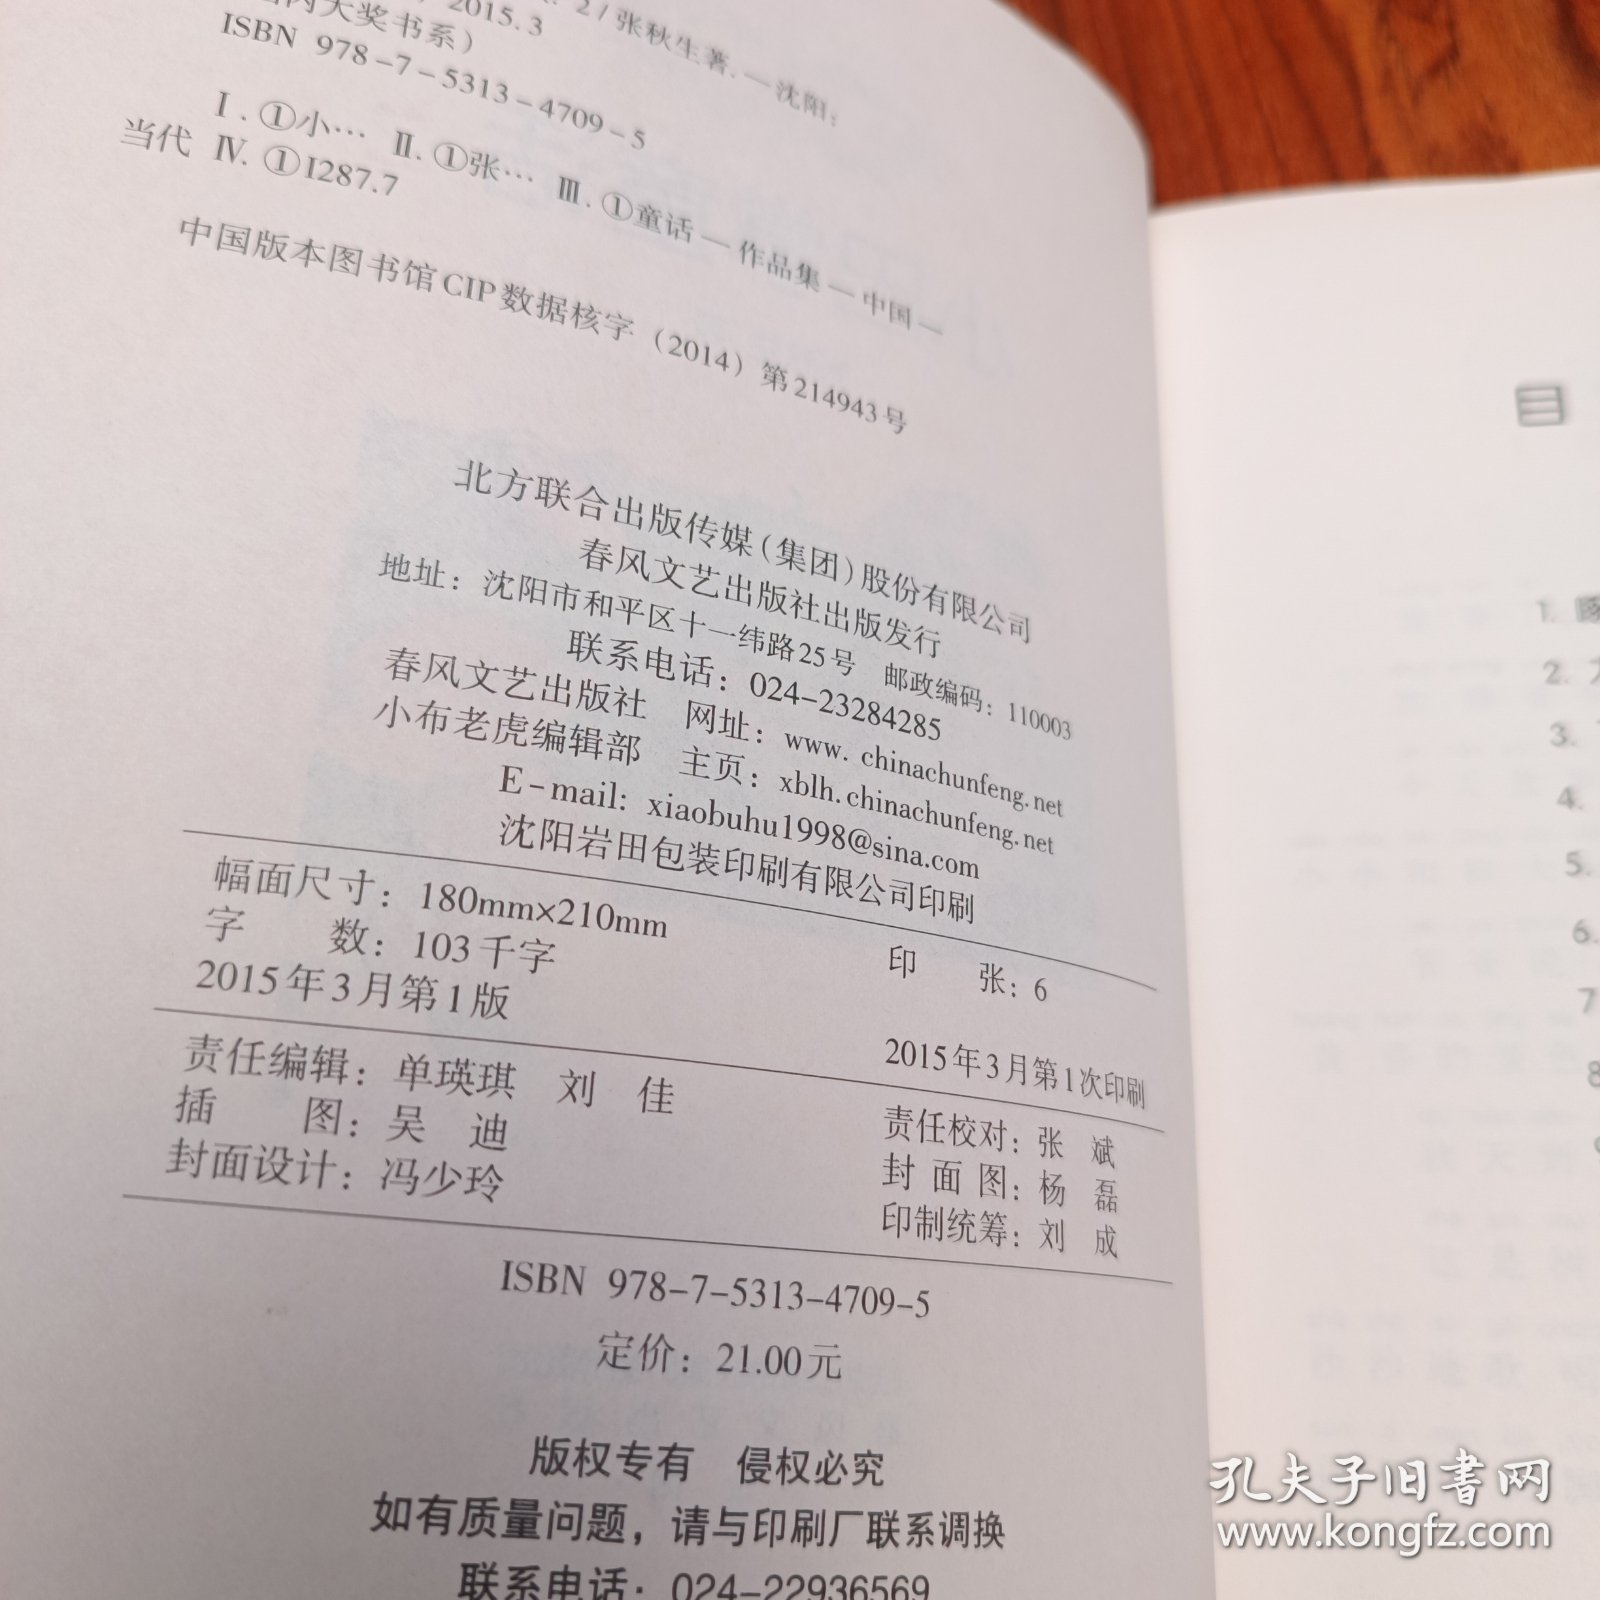 2 / 张秋生著. — 沈阳:
, 2015.3
内大奖书系）
ISBN 978-7-5313-4709-5
Ⅰ. ①小… Ⅱ. ①张… Ⅲ. ①童话 — 作品集 — 中国 —
当代 Ⅳ. ①I287.7
中国版本图书馆CIP数据核字（2014）第214943号
北方联合出版传媒（集团）股份有限公司
春风文艺出版社出版发行
地址：沈阳市和平区十一纬路25号 邮政编码：110003
联系电话：024-23284285
春风文艺出版社 网址：www. chinachunfeng.net
小布老虎编辑部 主页：xblh.chinachunfeng.net
E-mail: xiaobuhu1998@sina.com
沈阳岩田包装印刷有限公司印刷
幅面尺寸：180mm×210mm
字 数：103千字 印 张：6
2015年3月第1版 2015年3月第1次印刷
责任编辑：单瑛琪 刘 佳 责任校对：张 斌
插 图：吴 迪 封 面 图：杨 磊
封面设计：冯少玲 印制统筹：刘 成
ISBN 978-7-5313-4709-5
定价：21.00元
版权专有 侵权必究
如有质量问题，请与印刷厂联系调换
联系电话：024-22936569
目
1.
2.
3.
4.
5.
6.
7
8
孔夫子旧书网
www.kongfz.com